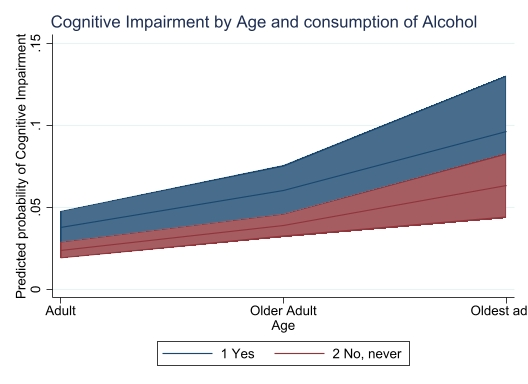 Cognitive Impairment by Age and consumption of Alcohol
Predicted probability of Cognitive Impairment
.15
.1
.05
0
Adult
Older Adult
Oldest ad
Age
1 Yes
2 No, never